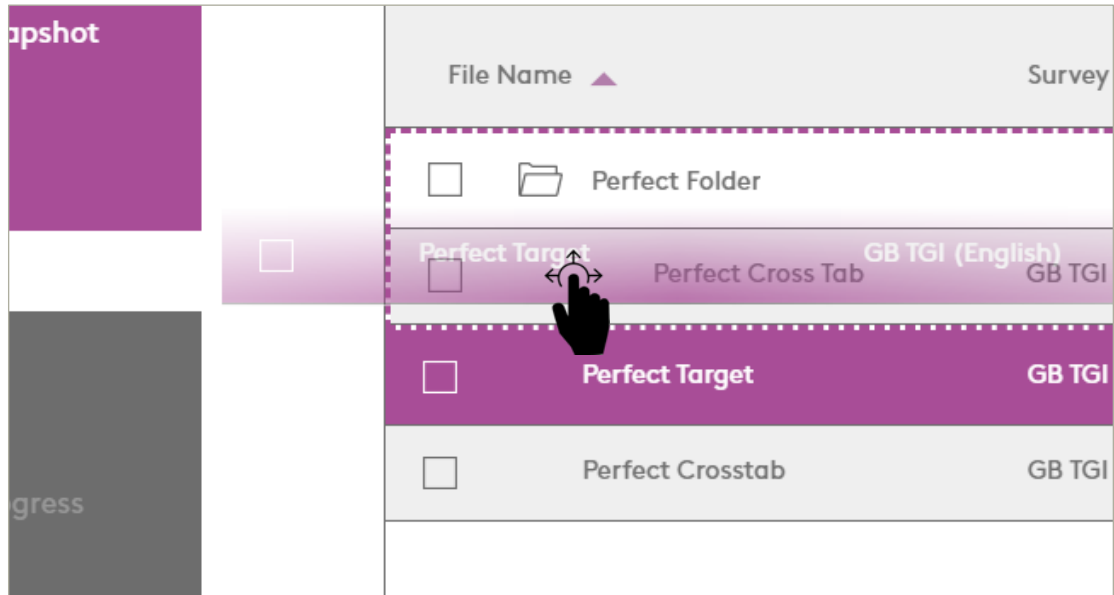 apshot
File Name Survey
Perfect Folder
Perfect Target GB TGI (English)
Perfect Cross Tab GB TGI
Perfect Target GB TGI
Perfect Crosstab GB TGI
gress